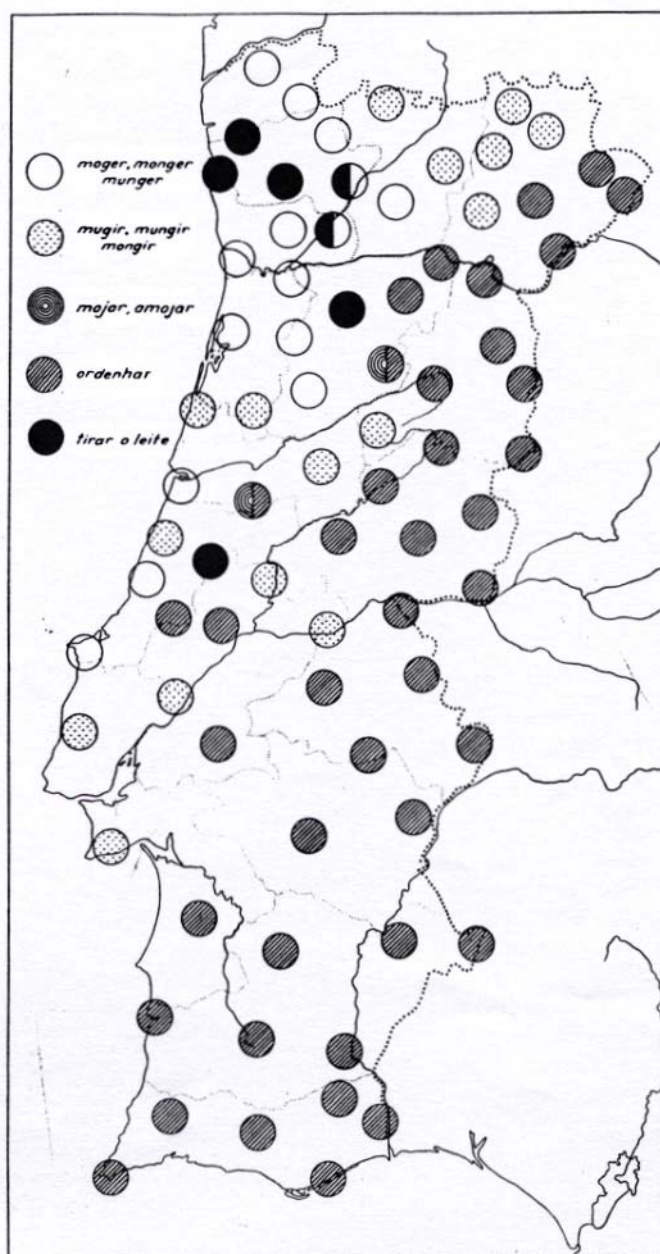 moger, monger
munger
mugir, mungir
mongir
mojar, amojar
ordenhar
tirar o leite